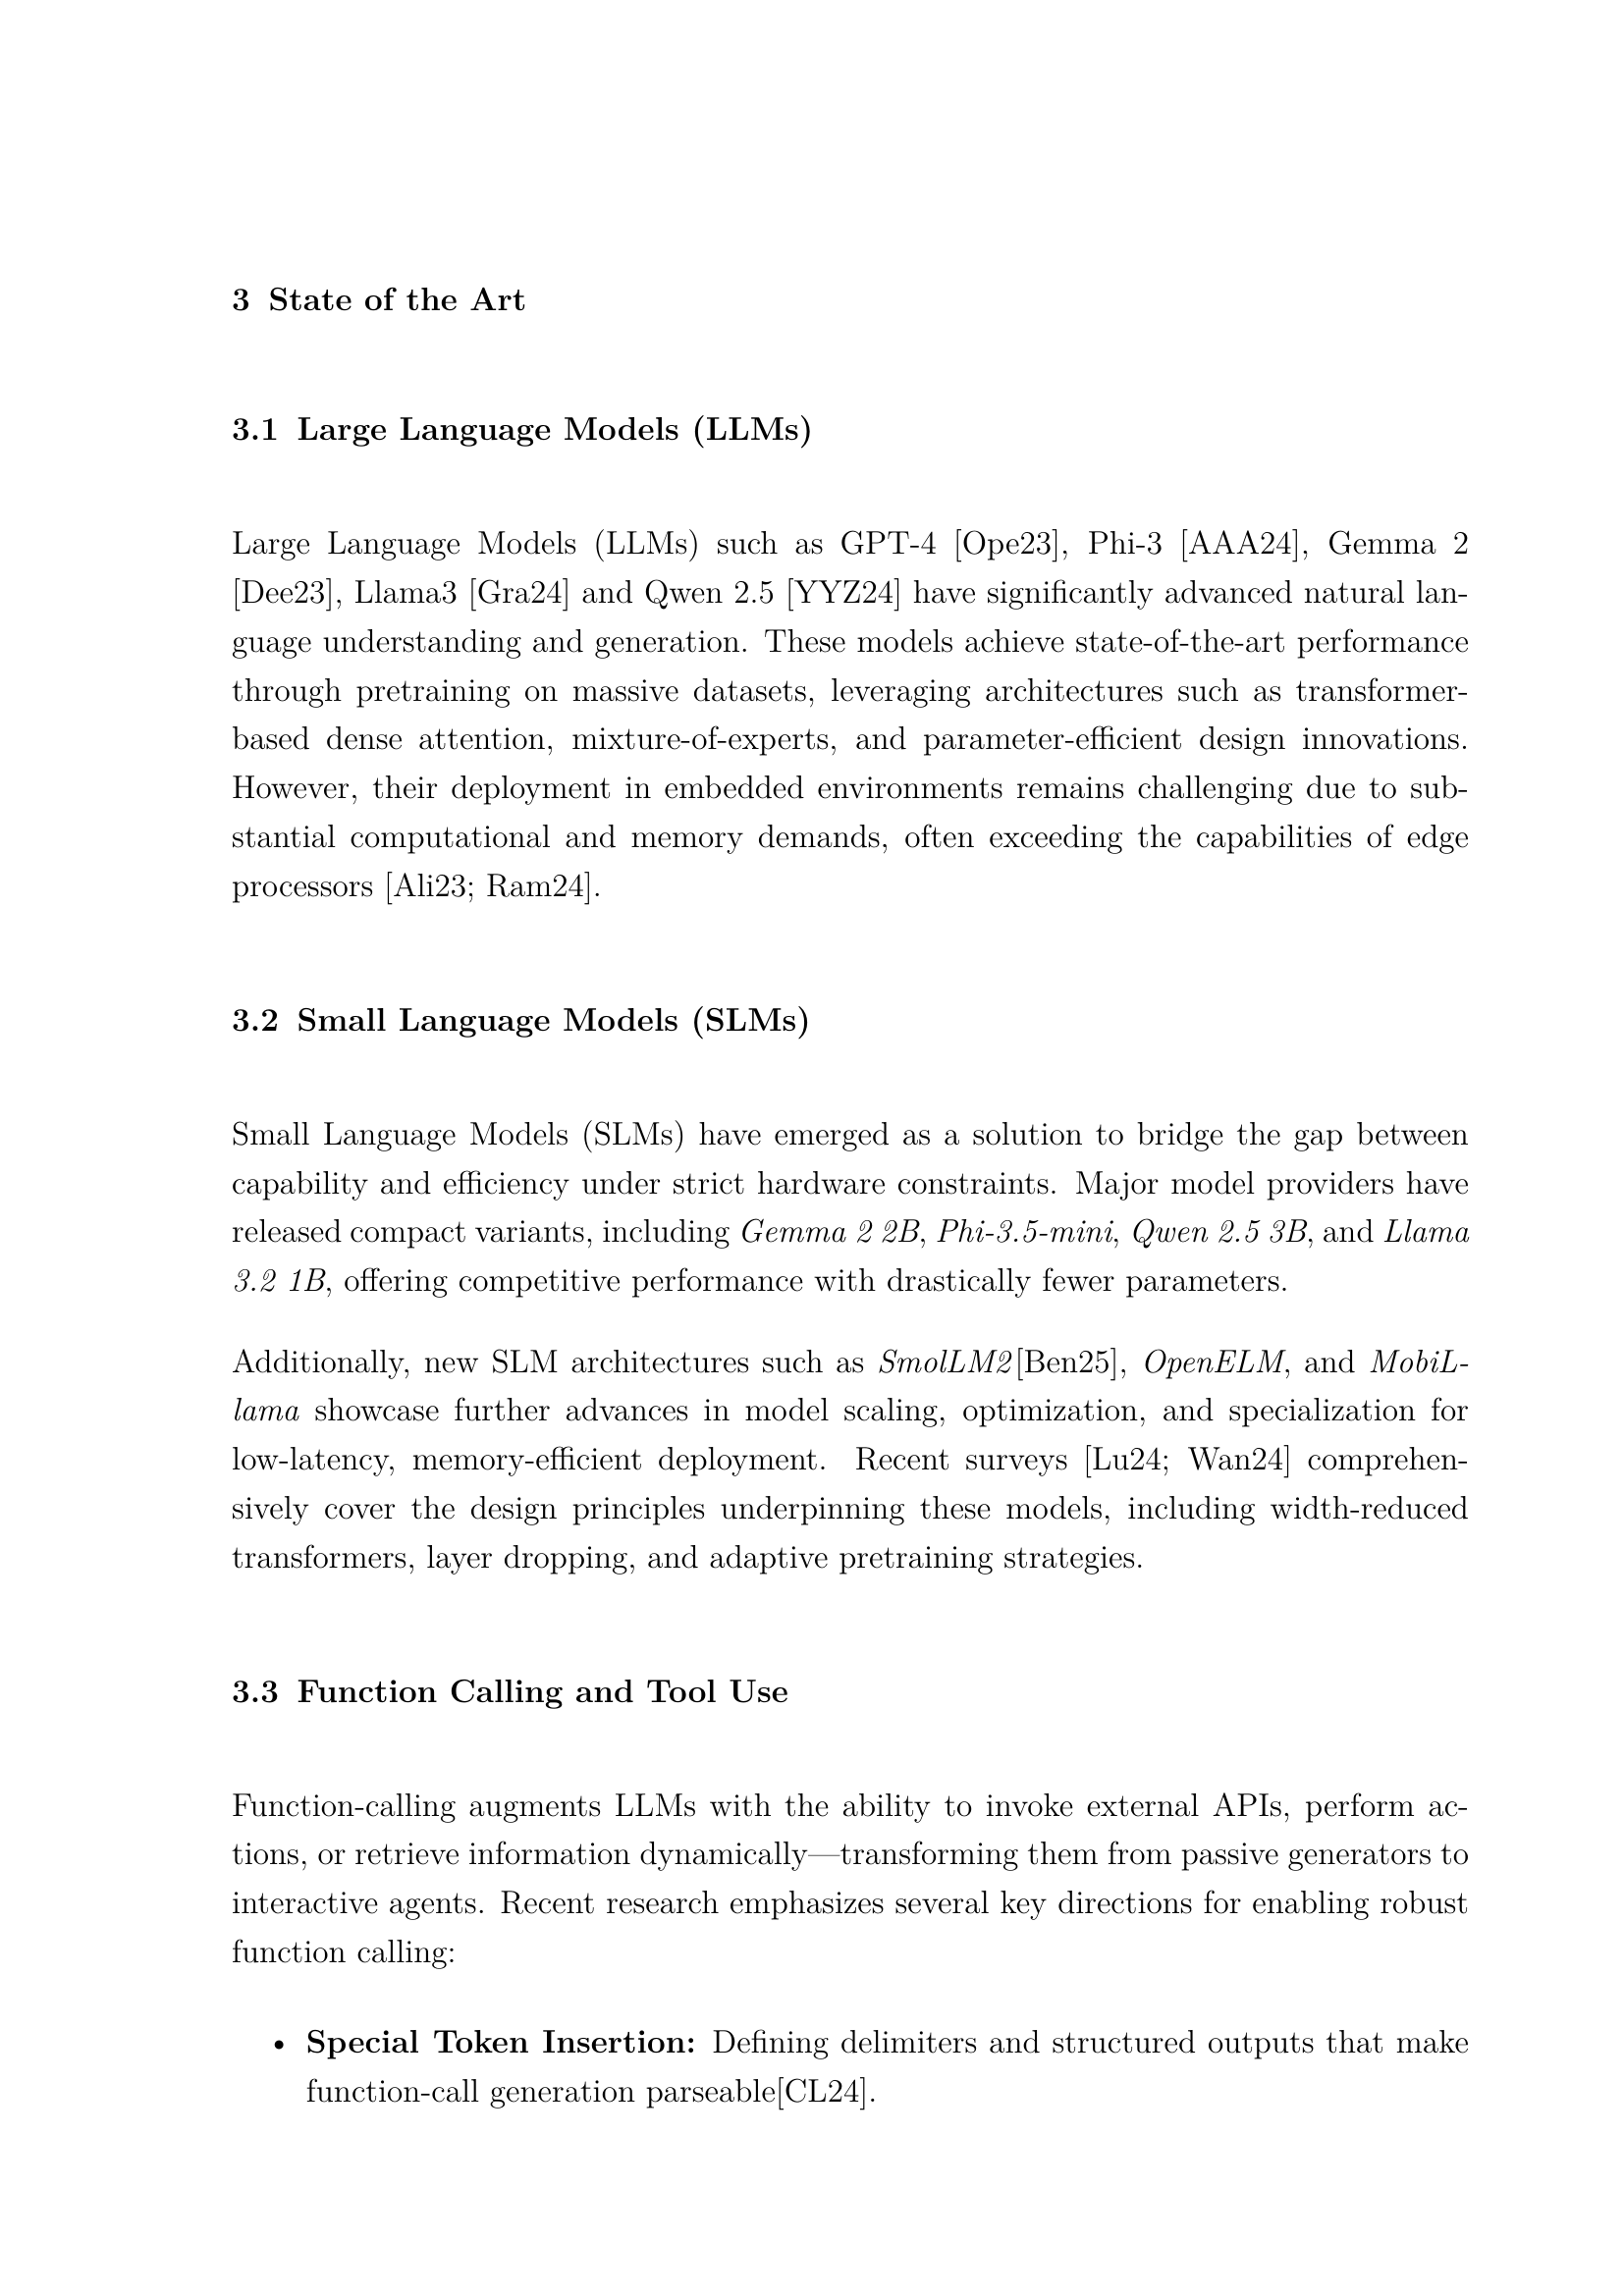 3 State of the Art
3.1 Large Language Models (LLMs)
Large Language Models (LLMs) such as GPT-4 [Ope23], Phi-3 [AAA24], Gemma 2
[Dee23], Llama3 [Gra24] and Qwen 2.5 [YYZ24] have significantly advanced natural lan-
guage understanding and generation. These models achieve state-of-the-art performance
through pretraining on massive datasets, leveraging architectures such as transformer-
based dense attention, mixture-of-experts, and parameter-efficient design innovations.
However, their deployment in embedded environments remains challenging due to sub-
stantial computational and memory demands, often exceeding the capabilities of edge
processors [Ali23; Ram24].
3.2 Small Language Models (SLMs)
Small Language Models (SLMs) have emerged as a solution to bridge the gap between
capability and efficiency under strict hardware constraints. Major model providers have
released compact variants, including Gemma 2 2B, Phi-3.5-mini, Qwen 2.5 3B, and Llama
3.2 1B, offering competitive performance with drastically fewer parameters.
Additionally, new SLM architectures such as SmolLM2[Ben25], OpenELM, and MobiL-
lama showcase further advances in model scaling, optimization, and specialization for
low-latency, memory-efficient deployment. Recent surveys [Lu24; Wan24] comprehen-
sively cover the design principles underpinning these models, including width-reduced
transformers, layer dropping, and adaptive pretraining strategies.
3.3 Function Calling and Tool Use
Function-calling augments LLMs with the ability to invoke external APIs, perform ac-
tions, or retrieve information dynamically—transforming them from passive generators to
interactive agents. Recent research emphasizes several key directions for enabling robust
function calling:
• Special Token Insertion: Defining delimiters and structured outputs that make
function-call generation parseable[CL24].